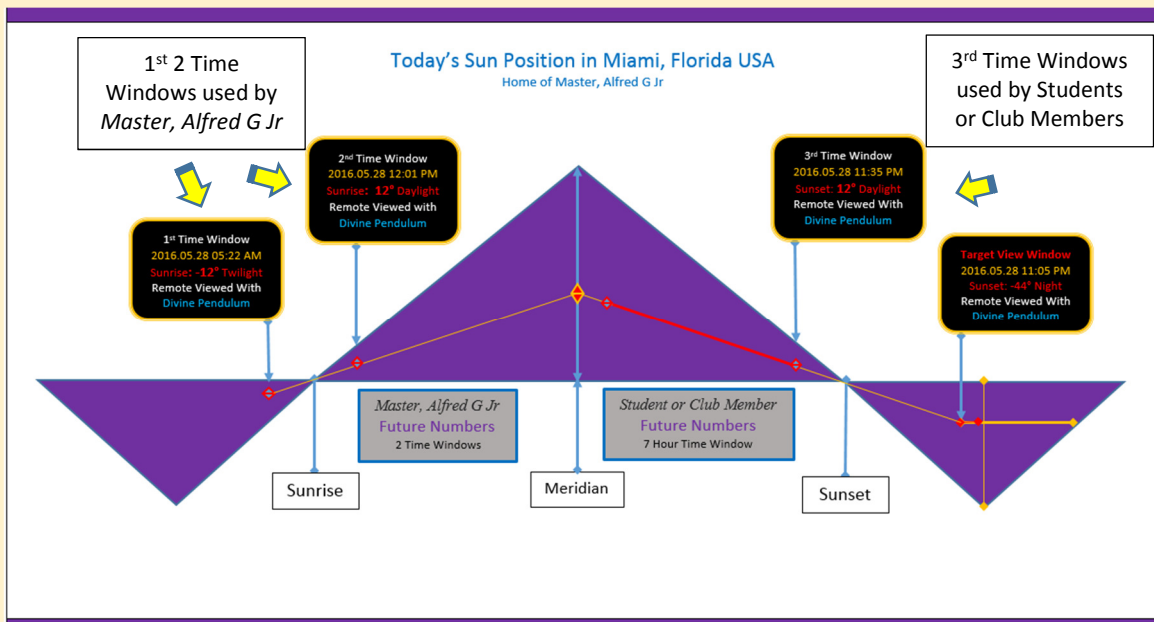 1st 2 Time
Windows used by
Master, Alfred G Jr
Today's Sun Position in Miami, Florida USA
Home of Master, Alfred G Jr
3rd Time Windows
used by Students
or Club Members
2nd Time Window
2016.05.28 12:01 PM
Sunrise: 12° Daylight
Remote Viewed with
Divine Pendulum
3rd Time Window
2016.05.28 11:35 PM
Sunset: 12° Daylight
Remote Viewed with
Divine Pendulum
1st Time Window
2016.05.28 05:22 AM
Sunrise: -12° Twilight
Remote Viewed With
Divine Pendulum
Target View Window
2016.05.28 11:05 PM
Sunset: -44° Night
Remote Viewed with
Divine Pendulum
Master, Alfred G Jr
Future Numbers
2 Time Windows
Student or Club Member
Future Numbers
7 Hour Time Window
Sunrise
Meridian
Sunset